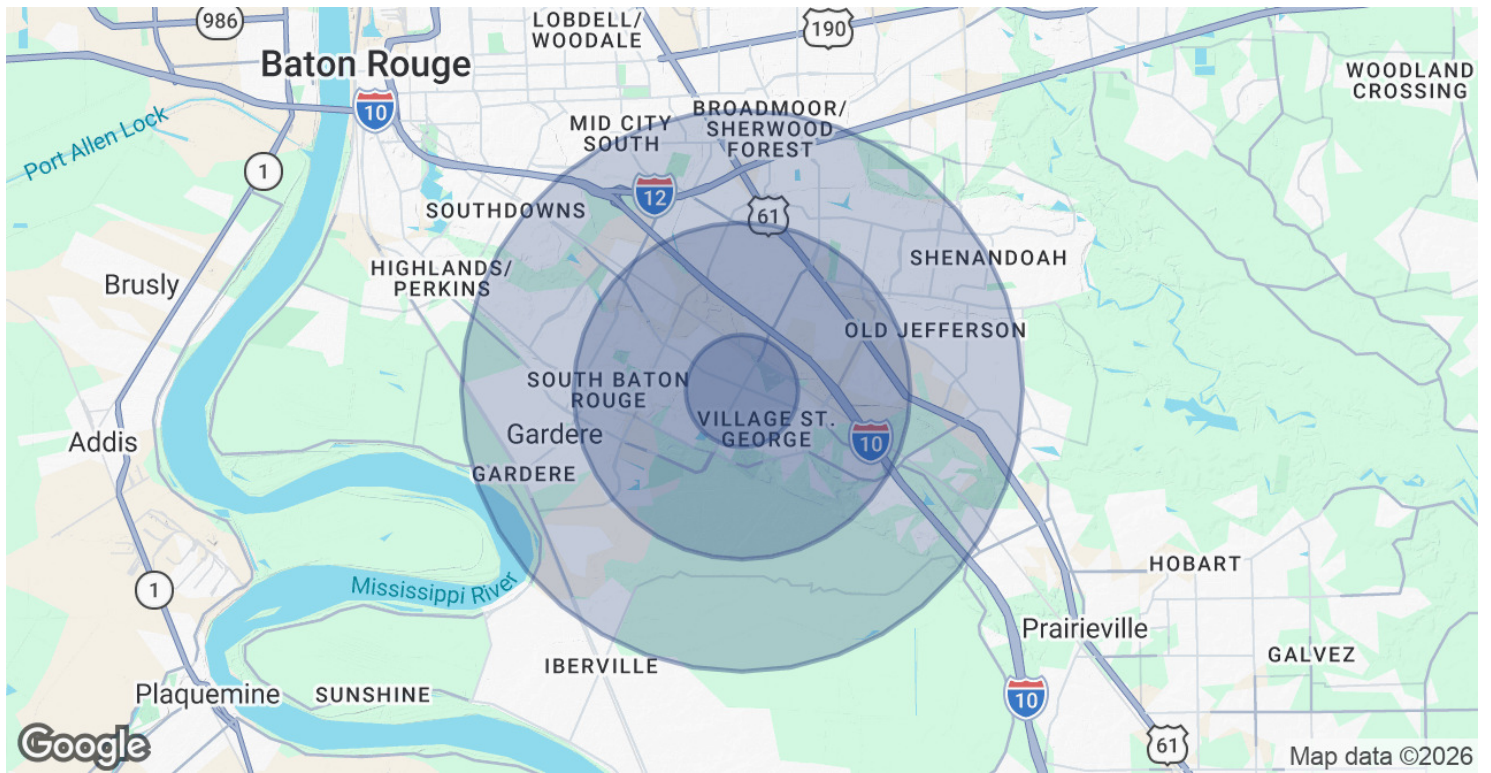 986
LOBDELL/
WOODALE
190
Baton Rouge
WOODLAND
CROSSING
10
BROADMOOR/
SHERWOOD
FOREST
MID CITY
SOUTH
Port Allen Lock
1
12
61
SOUTHDOWNS
SHENANDOAH
HIGHLANDS/
PERKINS
Brusly
OLD JEFFERSON
SOUTH BATON
ROUGE
VILLAGE ST.
GEORGE
Gardere
Addis
10
GARDERE
HOBART
1
Mississippi River
Prairieville
GALVEZ
IBERVILLE
Plaquemine
SUNSHINE
10
61
Google
Map data ©2026